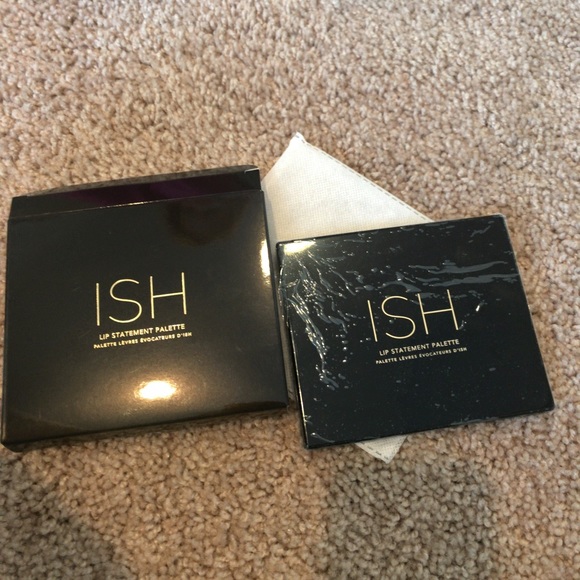 ISH
LIP STATEMENT PALETTE
PALETTE LÈVRES ÉVOCATEURS D'ISH
ISH
LIP STATEMENT PALETTE
PALETTE LÈVRES ÉVOCATEURS D'ISH